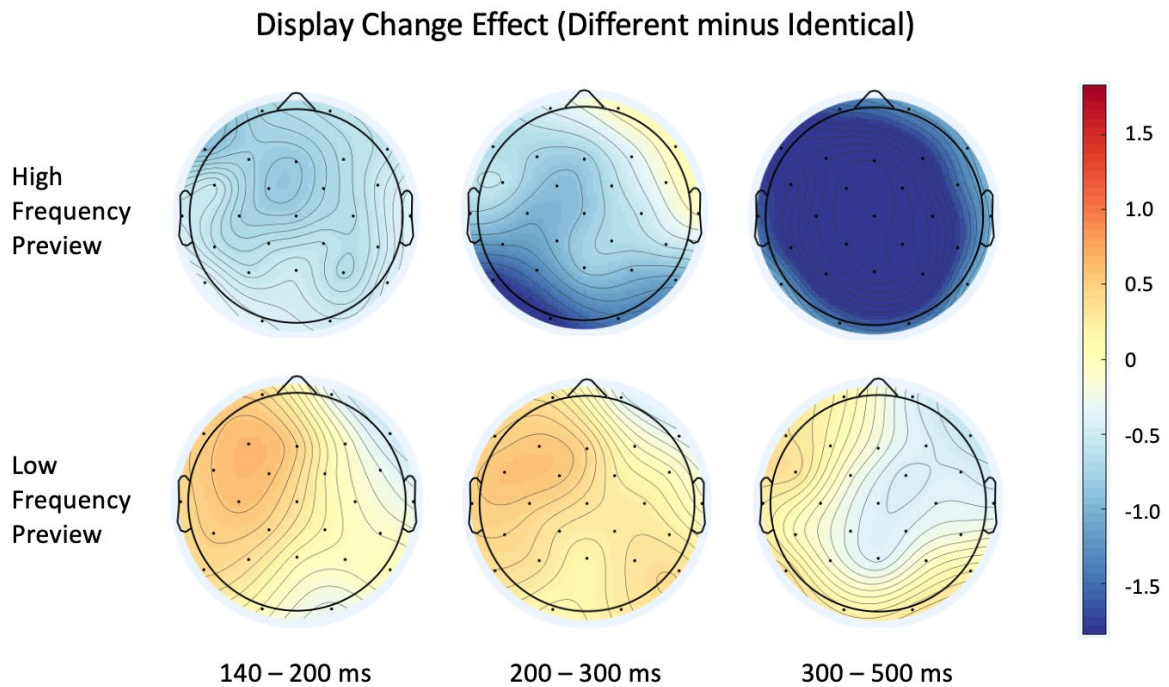 Display Change Effect (Different minus Identical)
High
Frequency
Preview
1.5
1.0
0.5
0
-0.5
-1.0
-1.5
Low
Frequency
Preview
140 – 200 ms
200 – 300 ms
300 – 500 ms